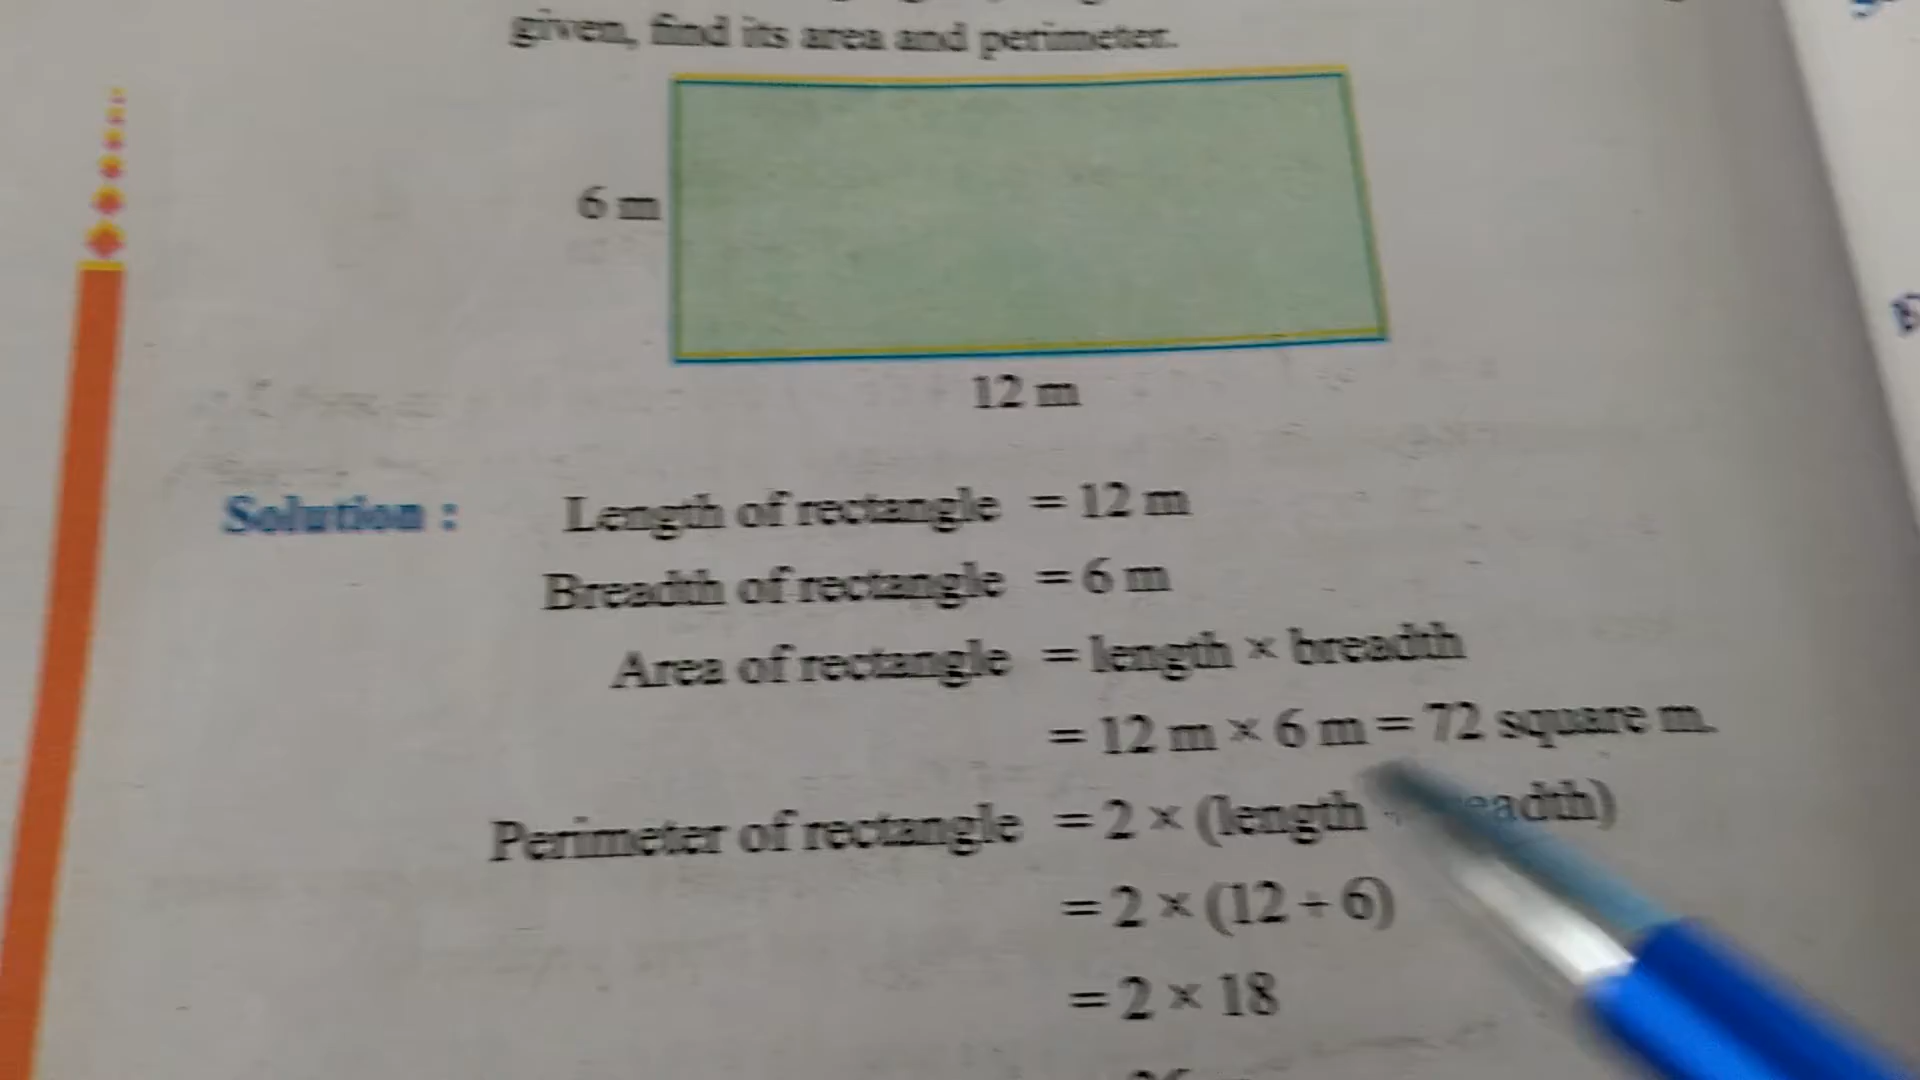 given, find its area and perimeter.
6 m
12 m
Solution : Length of rectangle = 12 m
Breadth of rectangle = 6 m
Area of rectangle = length × breadth
= 12 m × 6 m = 72 square m.
Perimeter of rectangle = 2 × (length eadth)
= 2 × (12 + 6)
= 2 × 18